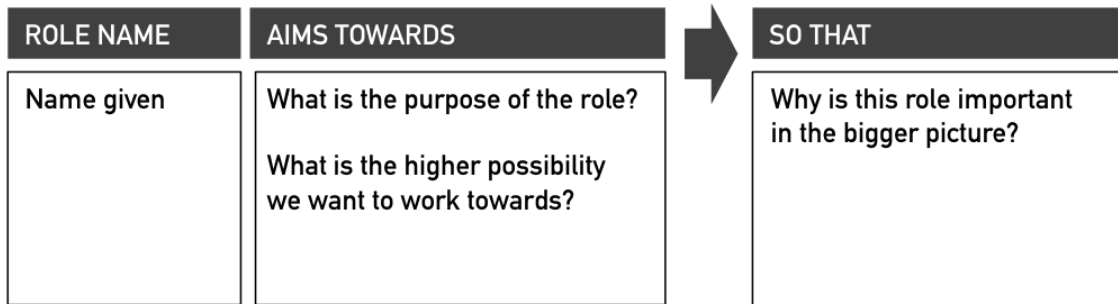 ROLE NAME
AIMS TOWARDS
SO THAT
Name given
What is the purpose of the role?
What is the higher possibility
we want to work towards?
Why is this role important
in the bigger picture?